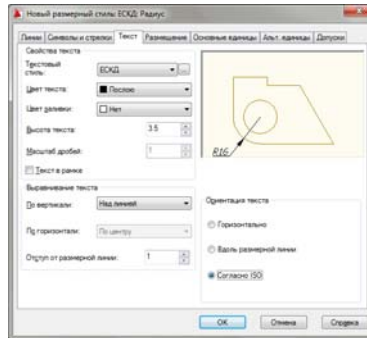 Новый размерный стиль: ЕСКД: Радиус
Линии Символы и стрелки Текст Размещение Основные единицы Альт. единицы Допуски
Свойства текста
Текстовый стиль: ЕСКД ...
Цвет текста: Послою
Цвет заливки: Нет
Высота текста: 3.5
Масштаб дробей: 1
Текст в рамке
R16
Выравнивание текста
По вертикали: Над линией
По горизонтали: По центру
Отступ от размерной линии: 1
Ориентация текста
Горизонтально
Вдоль размерной линии
Согласно ISO
ОК Отмена Справка